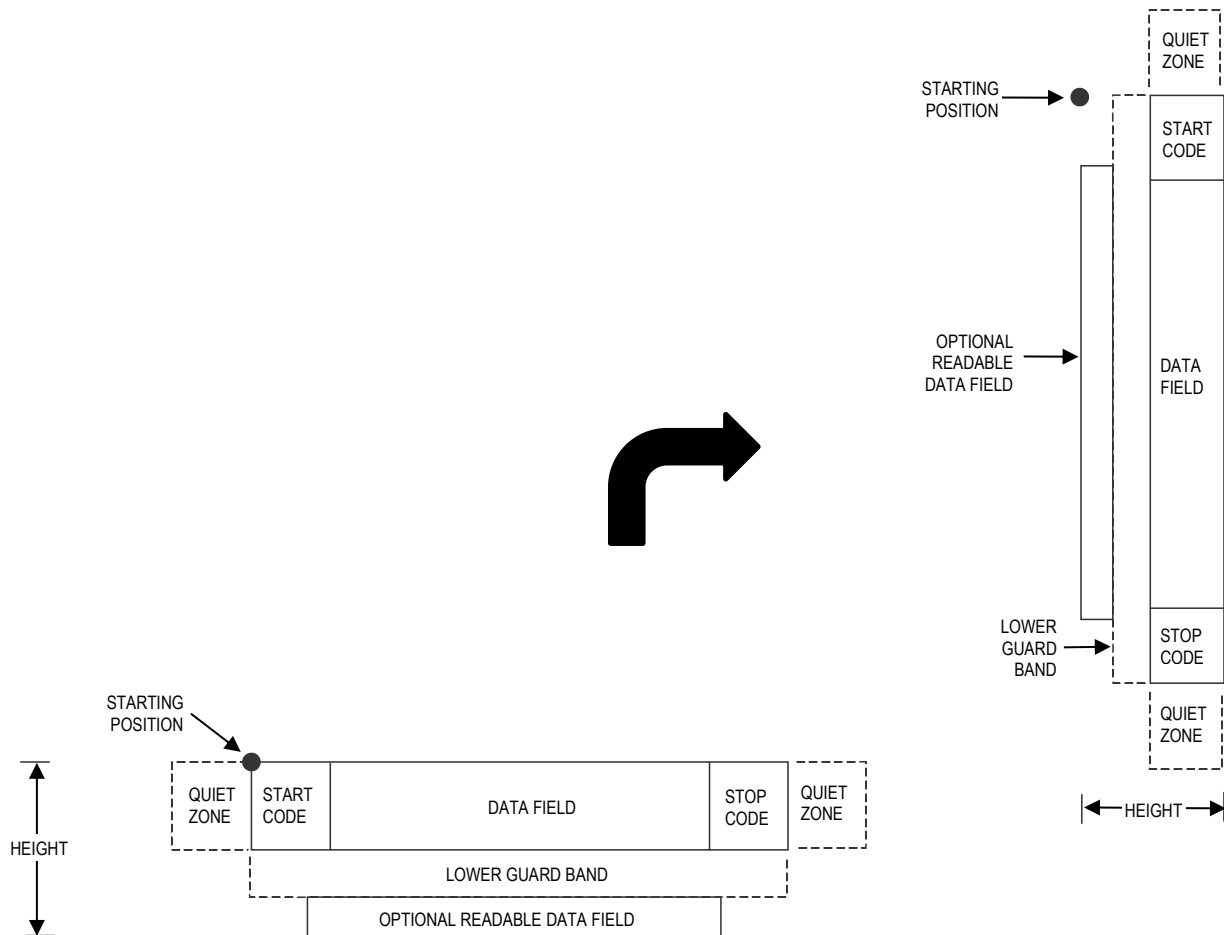 QUIET
ZONE
STARTING
POSITION
START
CODE
OPTIONAL
READABLE
DATA FIELD
DATA
FIELD
LOWER
GUARD
BAND
STOP
CODE
QUIET
ZONE
HEIGHT
STARTING
POSITION
QUIET
ZONE
START
CODE
DATA FIELD
STOP
CODE
QUIET
ZONE
HEIGHT
LOWER GUARD BAND
OPTIONAL READABLE DATA FIELD